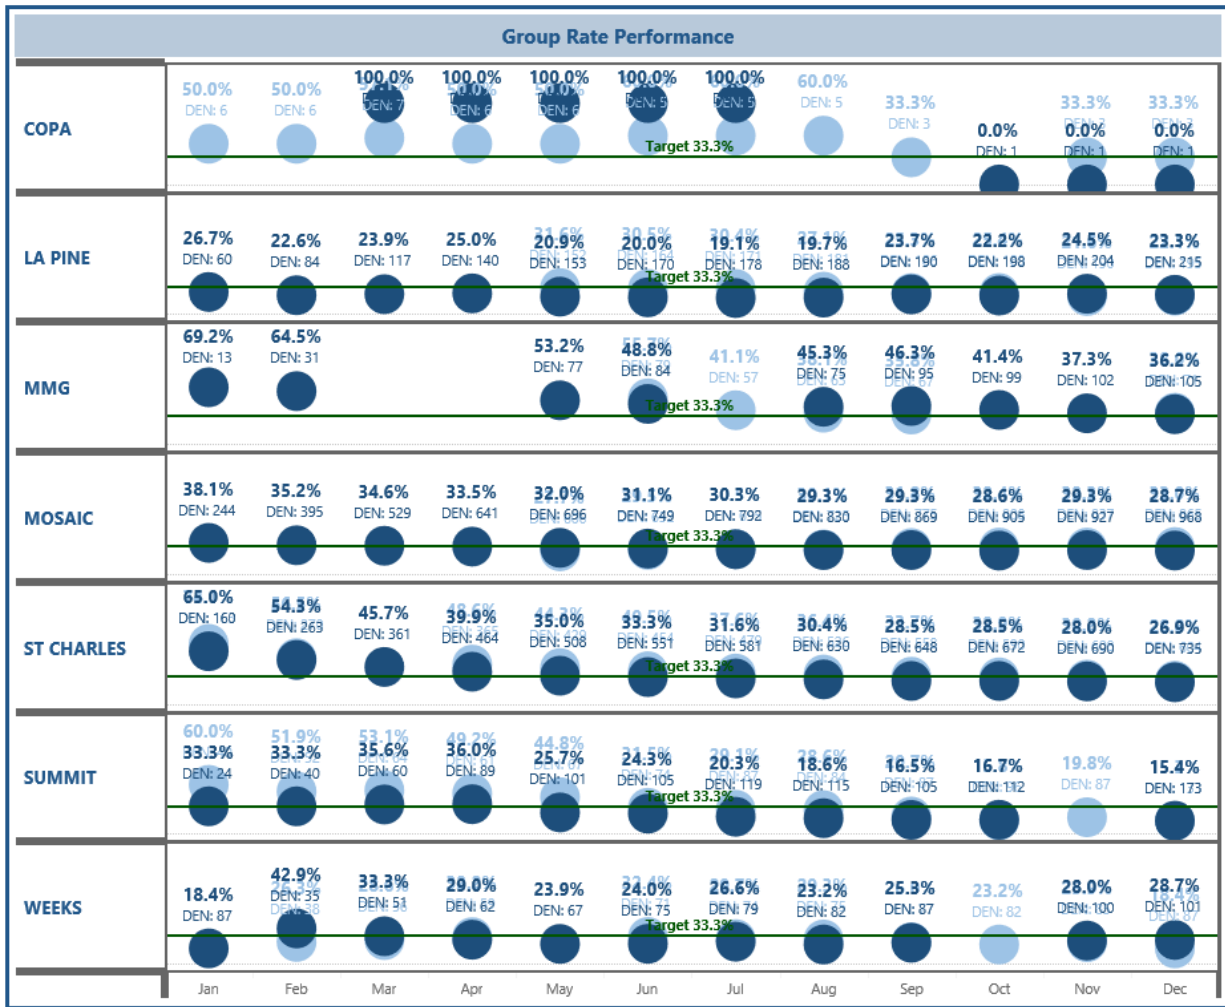 Group Rate Performance
COPA
50.0% 50.0% 100.0% 100.0% 100.0% 100.0% 100.0% 60.0% 33.3% 33.3% 33.3%
DEN: 6 DEN: 6 DEN: 7 DEN: 6 DEN: 6 DEN: 5 DEN: 5 DEN: 5 DEN: 3
0.0% 0.0% 0.0%
DEN: 1 DEN: 1 DEN: 1
Target 33.3%
LA PINE
26.7% 22.6% 23.9% 25.0% 20.9% 20.0% 19.1% 19.7% 23.7% 22.2% 24.5% 23.3%
DEN: 60 DEN: 84 DEN: 117 DEN: 140 DEN: 153 DEN: 170 DEN: 178 DEN: 188 DEN: 190 DEN: 198 DEN: 204 DEN: 215
Target 33.3%
MMG
69.2% 64.5% 53.2% 48.8% 41.1% 45.3% 46.3% 41.4% 37.3% 36.2%
DEN: 13 DEN: 31 DEN: 77 DEN: 84 DEN: 57 DEN: 75 DEN: 95 DEN: 99 DEN: 102 DEN: 105
Target 33.3%
MOSAIC
38.1% 35.2% 34.6% 33.5% 32.0% 31.1% 30.3% 29.3% 29.3% 28.6% 29.3% 28.7%
DEN: 244 DEN: 395 DEN: 529 DEN: 641 DEN: 696 DEN: 749 DEN: 792 DEN: 830 DEN: 869 DEN: 905 DEN: 927 DEN: 968
Target 33.3%
ST CHARLES
65.0% 54.3% 45.7% 39.9% 35.0% 33.3% 31.6% 30.4% 28.5% 28.5% 28.0% 26.9%
DEN: 160 DEN: 263 DEN: 361 DEN: 464 DEN: 508 DEN: 551 DEN: 581 DEN: 630 DEN: 648 DEN: 672 DEN: 690 DEN: 735
Target 33.3%
SUMMIT
60.0% 51.9% 53.1% 49.2% 44.8%
33.3% 33.3% 35.6% 36.0% 25.7% 24.3% 20.3% 18.6% 16.5% 16.7% 19.8% 15.4%
DEN: 24 DEN: 40 DEN: 60 DEN: 89 DEN: 101 DEN: 105 DEN: 119 DEN: 115 DEN: 105 DEN: 112 DEN: 87 DEN: 173
Target 33.3%
WEEKS
18.4% 42.9% 33.3% 29.0% 23.9% 24.0% 26.6% 23.2% 25.3% 23.2% 28.0% 28.7%
DEN: 87 DEN: 35 DEN: 51 DEN: 62 DEN: 67 DEN: 75 DEN: 79 DEN: 82 DEN: 87 DEN: 82 DEN: 100 DEN: 101
DEN: 38 DEN: 87
Target 33.3%
Jan Feb Mar Apr May Jun Jul Aug Sep Oct Nov Dec